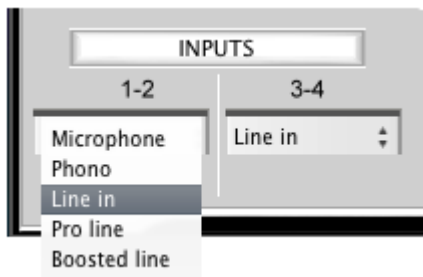 INPUTS
1-2 3-4
Microphone
Line in
Phono
Line in
Pro line
Boosted line